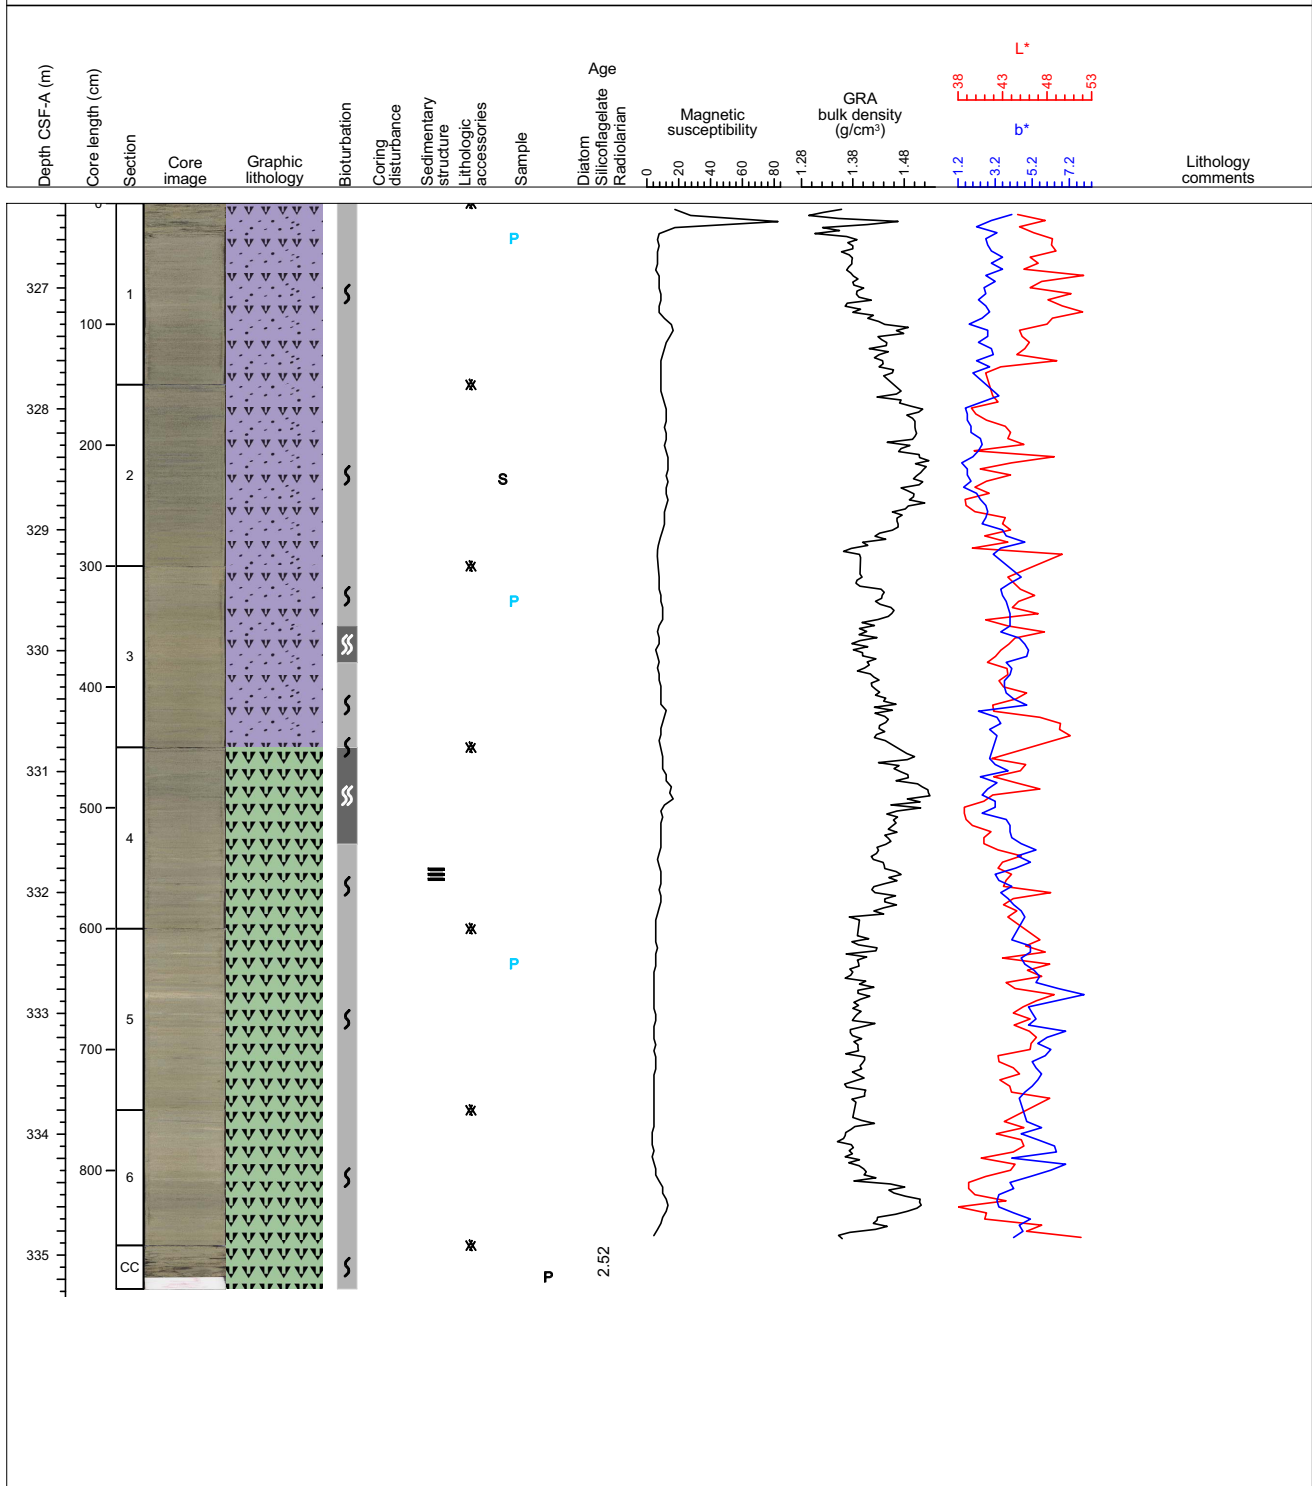 Depth CSF-A (m)
Core length (cm)
Section
Core
image
Graphic
lithology
Bioturbation
Coring
disturbance
Sedimentary
structure
Lithologic
accessories
Sample
Age
Diatom
Silicoflagelate
Radiolarian
Magnetic
susceptibility
0 20 40 60 80
GRA
bulk density
(g/cm³)
1.28 1.38 1.48
L*
38 43 48 53
b*
1.2 3.2 5.2 7.2
Lithology
comments
0
P
327
1
100
328
200
2
S
329
300
P
330
3
400
331
500
4
332
600
P
333
5
700
334
800
6
335
CC
P
2.52